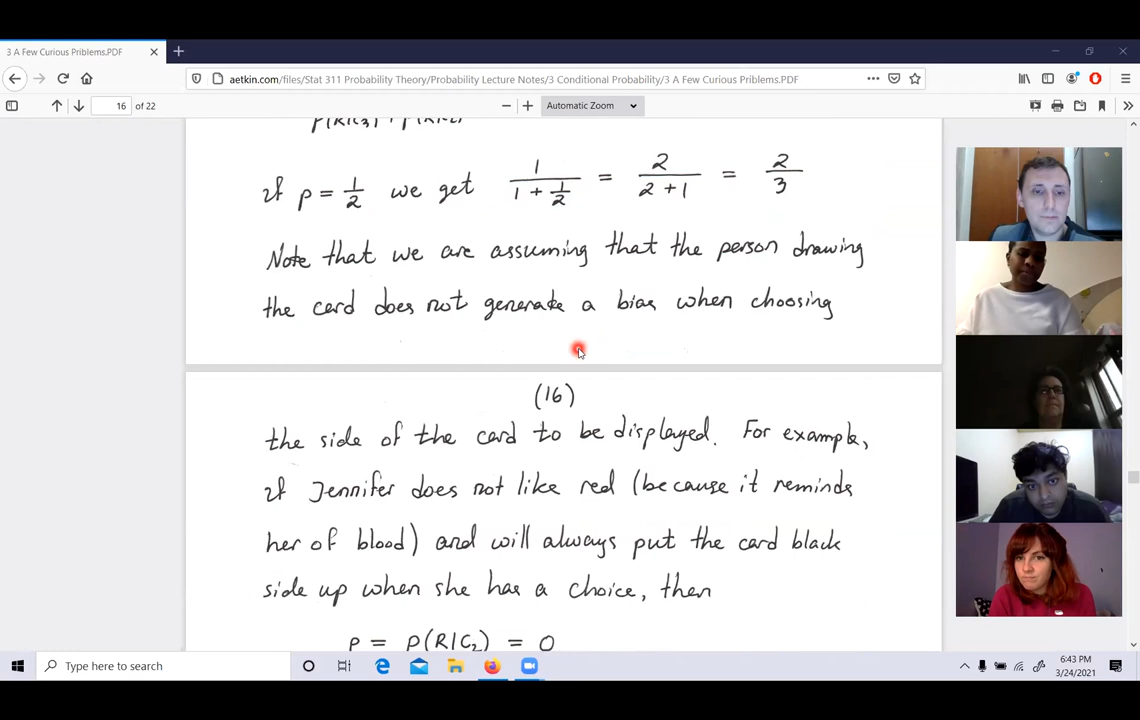 3 A Few Curious Priblems.PDF
aetkin.com/files/Stat 311 Probability Theory/Probability Lecture Notes/3 Conditional Probability/3 A Few Curious Priblems.PDF
16 of 22
Automatic Zoom
if p = 1/2 we get 1/(1 + 1/2) = 2/(2 + 1) = 2/3
Note that we are assuming that the person drawing
the card does not generate a bias when choosing
(16)
the side of the card to be displayed. For example,
if Jennifer does not like red (because it reminds
her of blood) and will always put the card black
side up when she has a choice, then
p = P(R|C₂) = 0
Type here to search
6:43 PM
3/24/2021